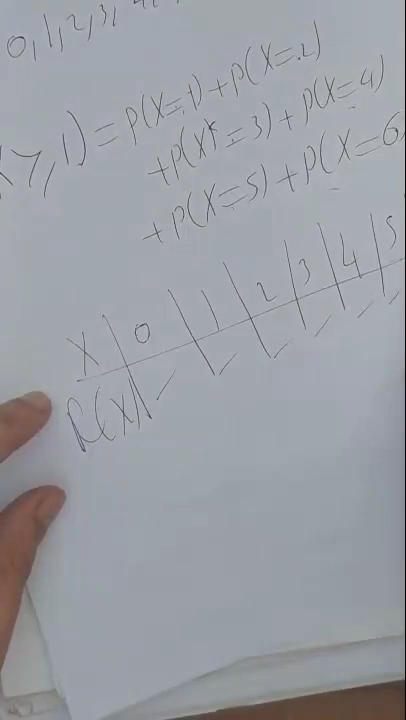 0, 1, 2, 3,
X ⩾ 1) = P(X=1) + P(X=2)
+ P(X=3) + P(X=4)
+ P(X=5) + P(X=6
X | 0 | 1 | 2 | 3 | 4 | 5
P(X)